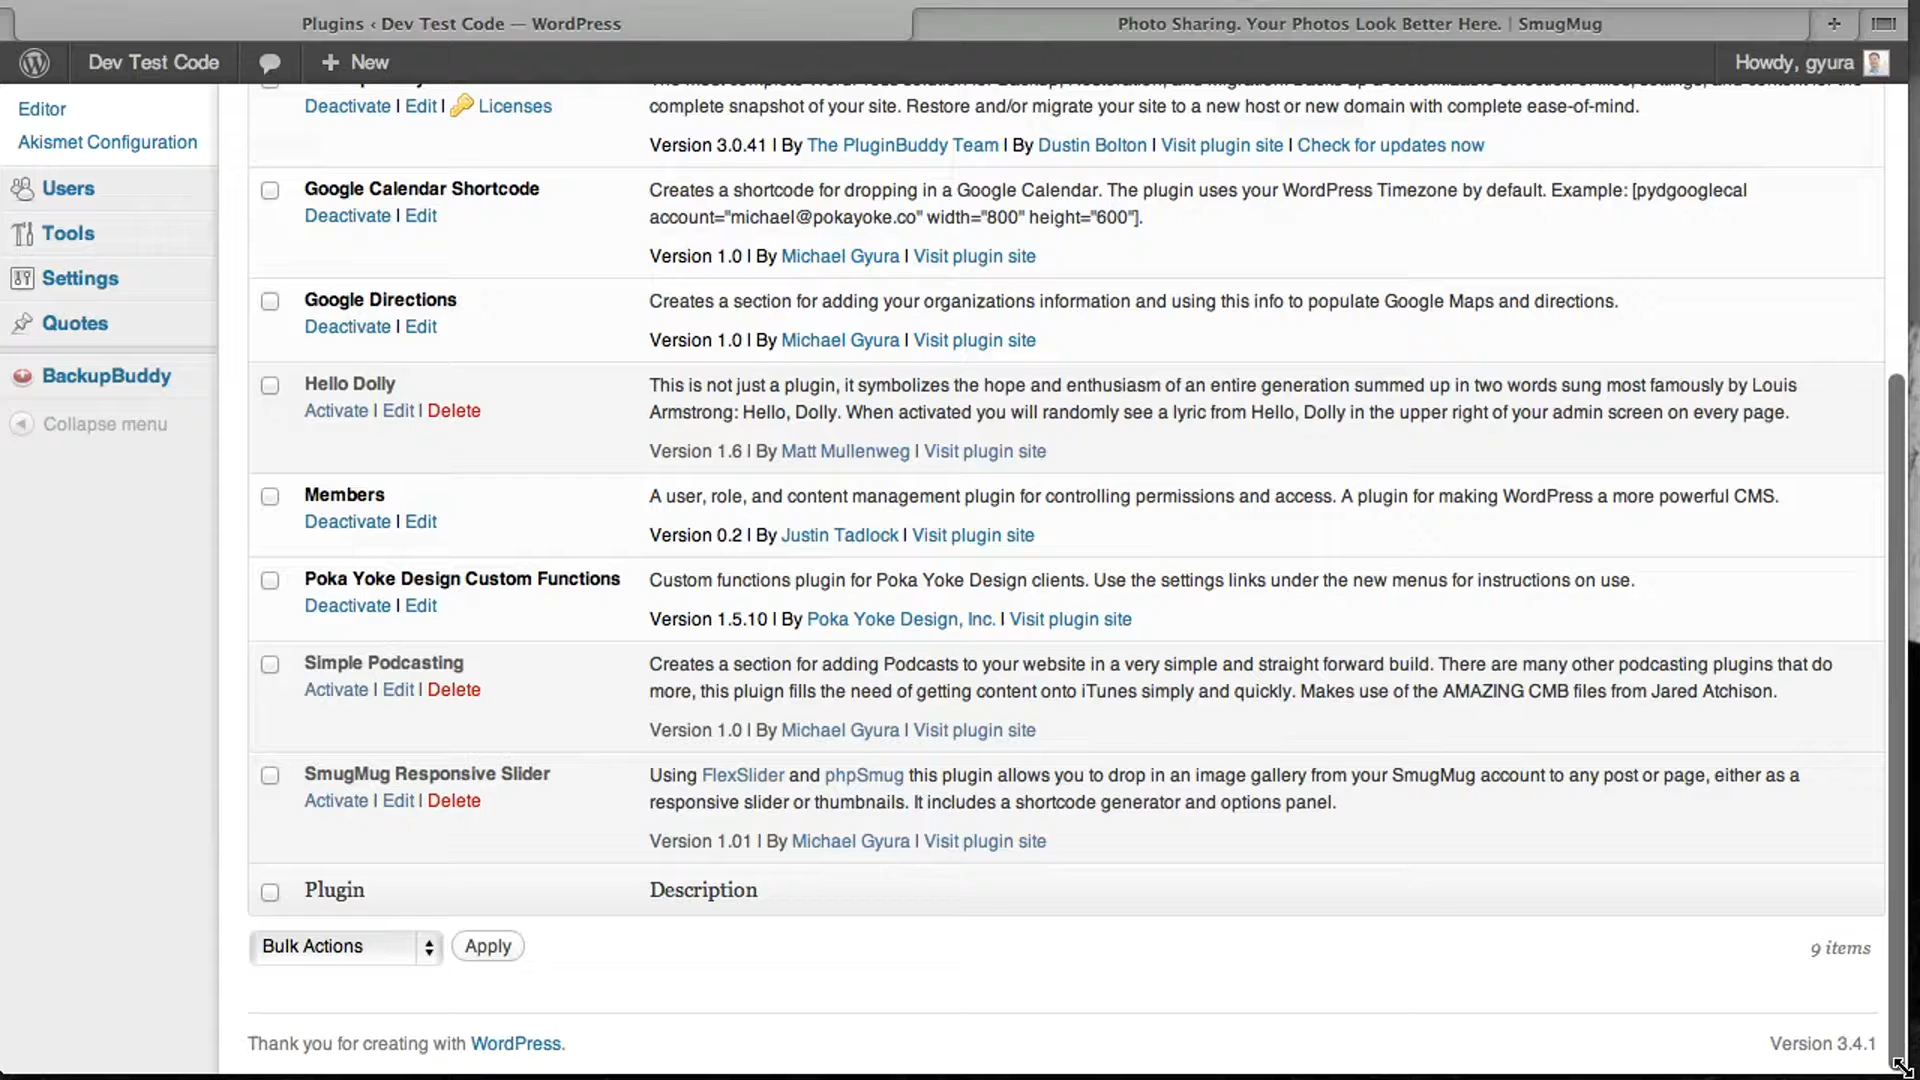 Plugins ‹ Dev Test Code — WordPress
Photo Sharing. Your Photos Look Better Here. | SmugMug
Dev Test Code
+ New
Howdy, gyura
Editor
Akismet Configuration
Users
Tools
Settings
Quotes
BackupBuddy
Collapse menu
Deactivate | Edit | Licenses
complete snapshot of your site. Restore and/or migrate your site to a new host or new domain with complete ease-of-mind.
Version 3.0.41 | By The PluginBuddy Team | By Dustin Bolton | Visit plugin site | Check for updates now
Google Calendar Shortcode
Deactivate | Edit
Creates a shortcode for dropping in a Google Calendar. The plugin uses your WordPress Timezone by default. Example: [pydgooglecal
account="michael@pokayoke.co" width="800" height="600"].
Version 1.0 | By Michael Gyura | Visit plugin site
Google Directions
Deactivate | Edit
Creates a section for adding your organizations information and using this info to populate Google Maps and directions.
Version 1.0 | By Michael Gyura | Visit plugin site
Hello Dolly
Activate | Edit | Delete
This is not just a plugin, it symbolizes the hope and enthusiasm of an entire generation summed up in two words sung most famously by Louis
Armstrong: Hello, Dolly. When activated you will randomly see a lyric from Hello, Dolly in the upper right of your admin screen on every page.
Version 1.6 | By Matt Mullenweg | Visit plugin site
Members
Deactivate | Edit
A user, role, and content management plugin for controlling permissions and access. A plugin for making WordPress a more powerful CMS.
Version 0.2 | By Justin Tadlock | Visit plugin site
Poka Yoke Design Custom Functions
Deactivate | Edit
Custom functions plugin for Poka Yoke Design clients. Use the settings links under the new menus for instructions on use.
Version 1.5.10 | By Poka Yoke Design, Inc. | Visit plugin site
Simple Podcasting
Activate | Edit | Delete
Creates a section for adding Podcasts to your website in a very simple and straight forward build. There are many other podcasting plugins that do
more, this pluign fills the need of getting content onto iTunes simply and quickly. Makes use of the AMAZING CMB files from Jared Atchison.
Version 1.0 | By Michael Gyura | Visit plugin site
SmugMug Responsive Slider
Activate | Edit | Delete
Using FlexSlider and phpSmug this plugin allows you to drop in an image gallery from your SmugMug account to any post or page, either as a
responsive slider or thumbnails. It includes a shortcode generator and options panel.
Version 1.01 | By Michael Gyura | Visit plugin site
Plugin
Description
Bulk Actions
Apply
9 items
Thank you for creating with WordPress.
Version 3.4.1